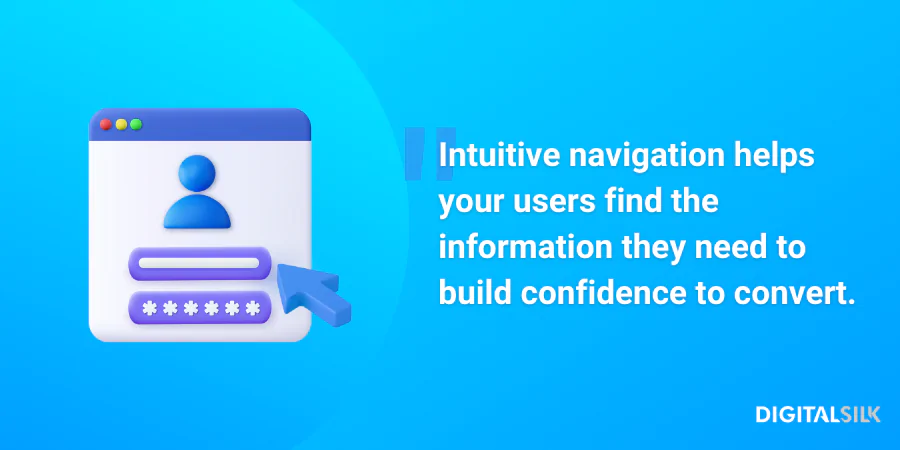 "Intuitive navigation helps
your users find the
information they need to
build confidence to convert.
******
DIGITALSILK